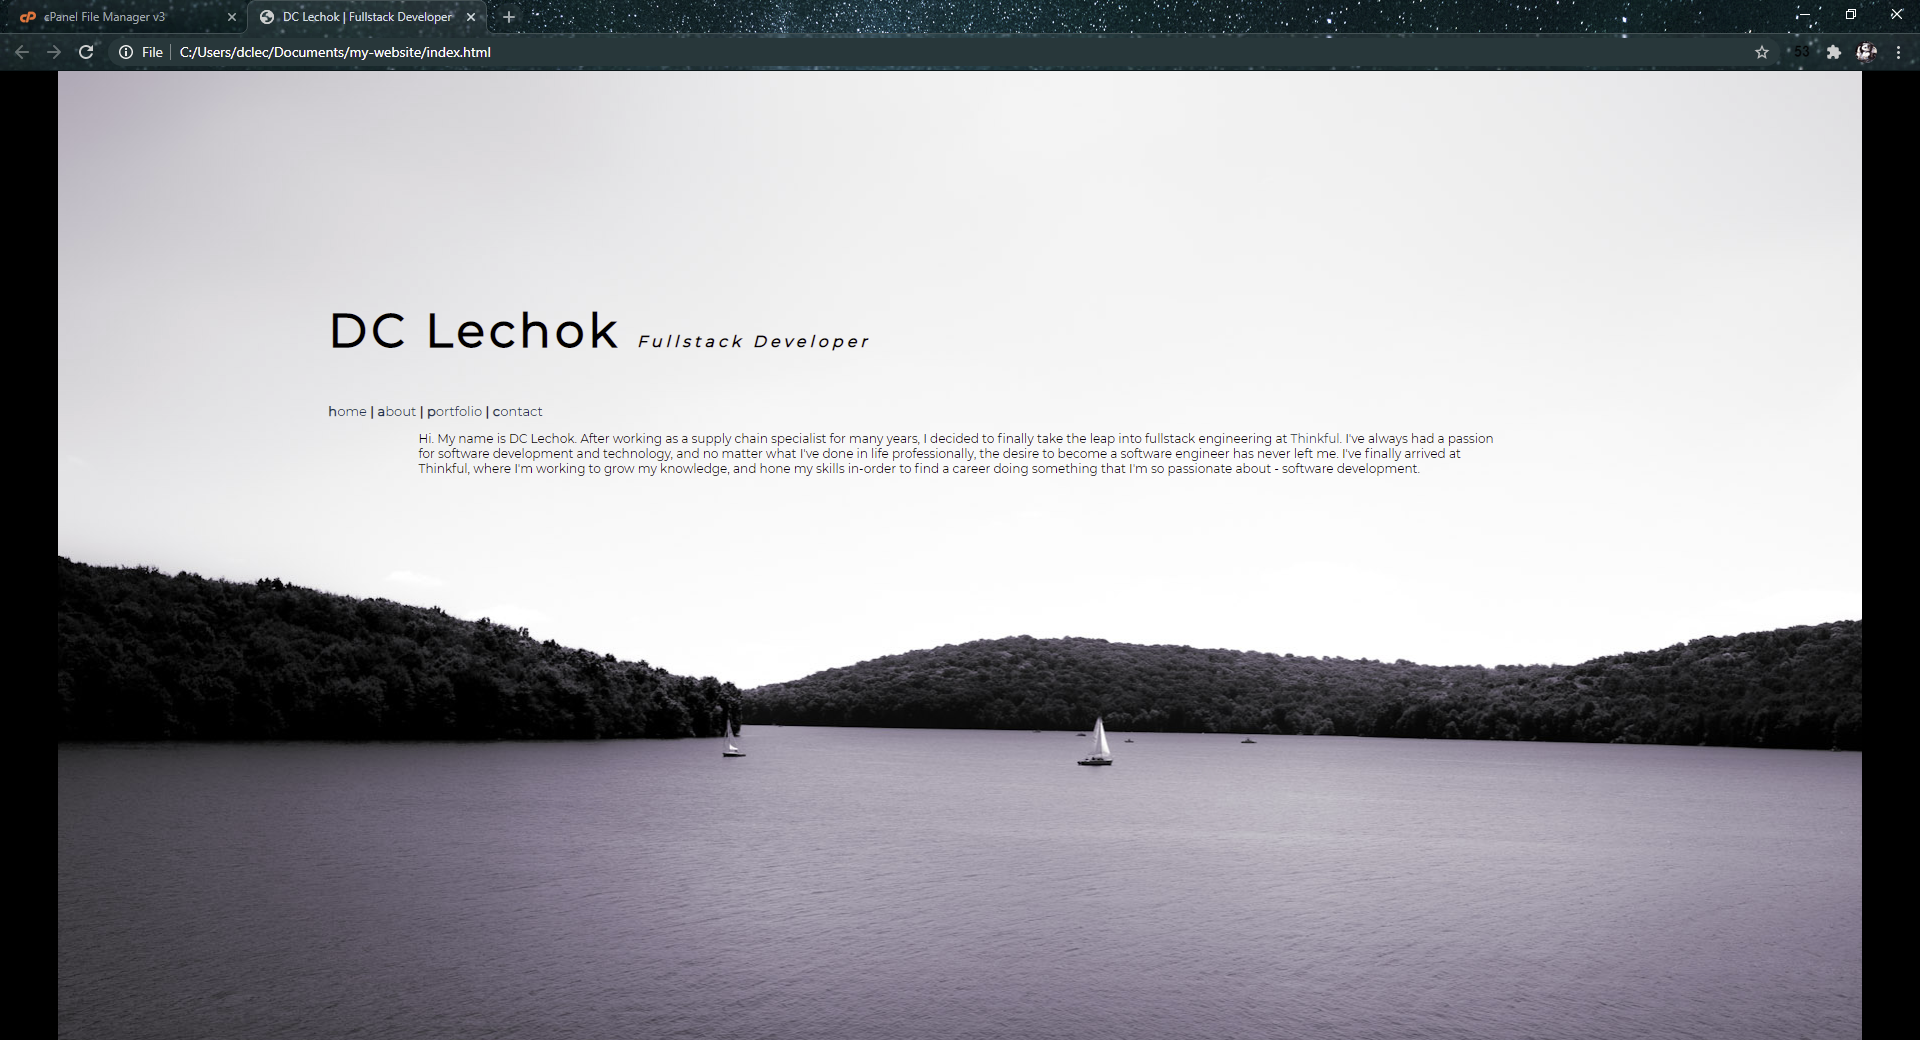 cPanel File Manager v3
DC Lechok | Fullstack Developer
File
C:/Users/dclec/Documents/my-website/index.html
53
DC Lechok Fullstack Developer
home | about | portfolio | contact
Hi. My name is DC Lechok. After working as a supply chain specialist for many years, I decided to finally take the leap into fullstack engineering at Thinkful. I've always had a passion
for software development and technology, and no matter what I've done in life professionally, the desire to become a software engineer has never left me. I've finally arrived at
Thinkful, where I'm working to grow my knowledge, and hone my skills in-order to find a career doing something that I'm so passionate about - software development.